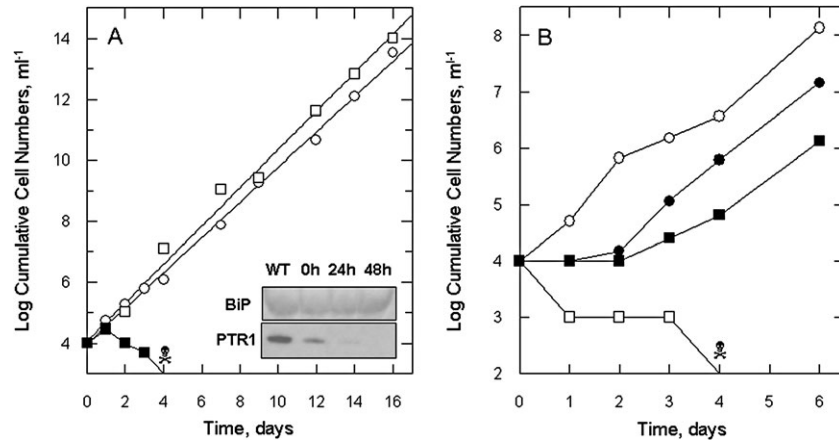 A
Log Cumulative Cell Numbers, ml-1
14
12
10
8
6
4
WT 0h 24h 48h
BiP
PTR1
0 2 4 6 8 10 12 14 16
Time, days
B
Log Cumulative Cell Numbers, ml-1
8
7
6
5
4
3
2
0 1 2 3 4 5 6
Time, days